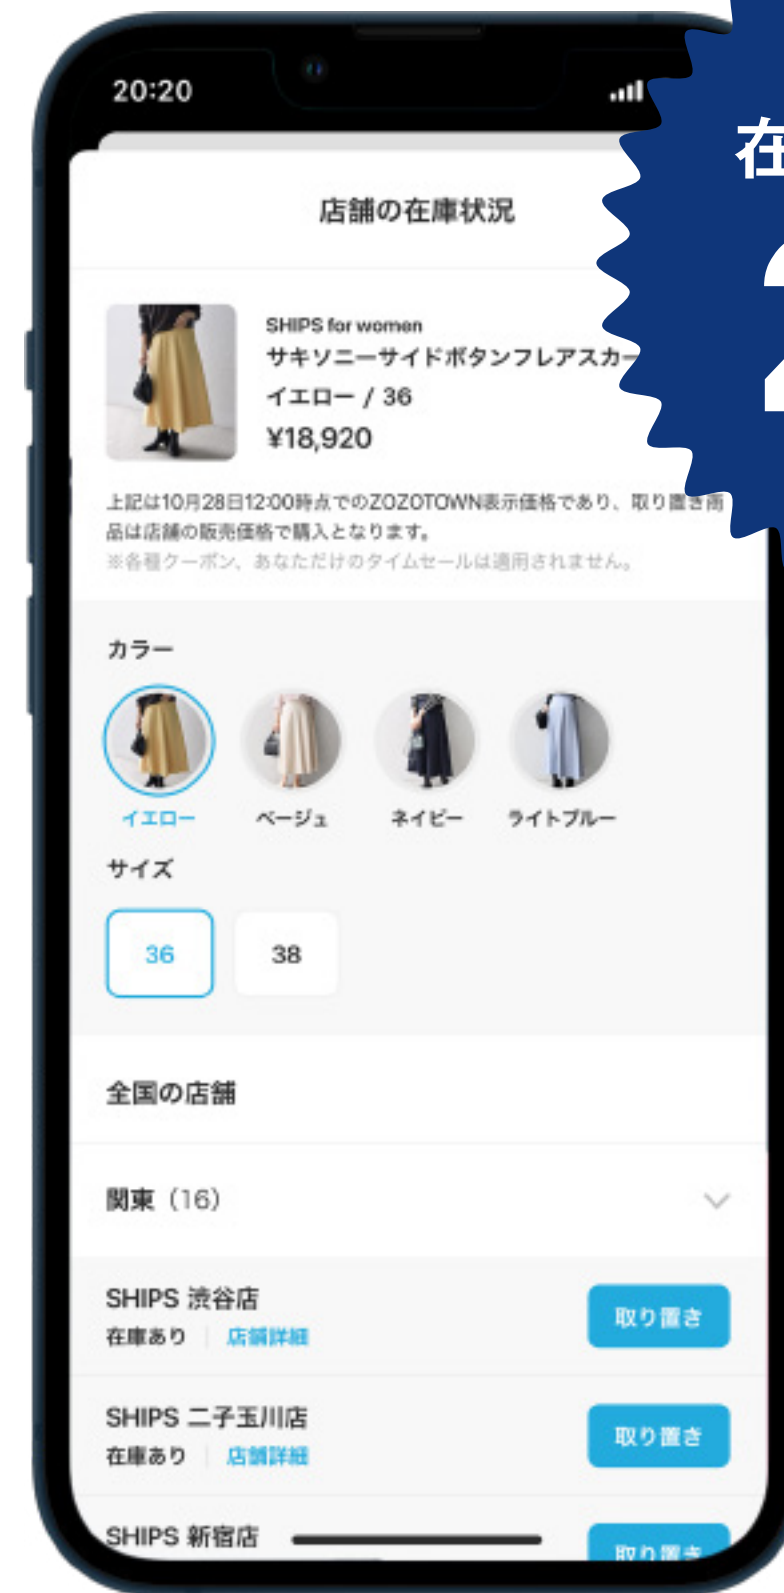 20:20
在
2
店舗の在庫状況
SHIPS for women
サキソニーサイドボタンフレアスカー
イエロー / 36
¥18,920
上記は10月28日12:00時点でのZOZOTOWN表示価格であり、取り置き商
品は店舗の販売価格で購入となります。
※各種クーポン、あなただけのタイムセールは適用されません。
カラー
イエロー
ベージュ
ネイビー
ライトブルー
サイズ
36
38
全国の店舗
関東（16）
SHIPS 渋谷店
在庫あり
店舗詳細
取り置き
SHIPS 二子玉川店
在庫あり
店舗詳細
取り置き
SHIPS 新宿店
取り置き